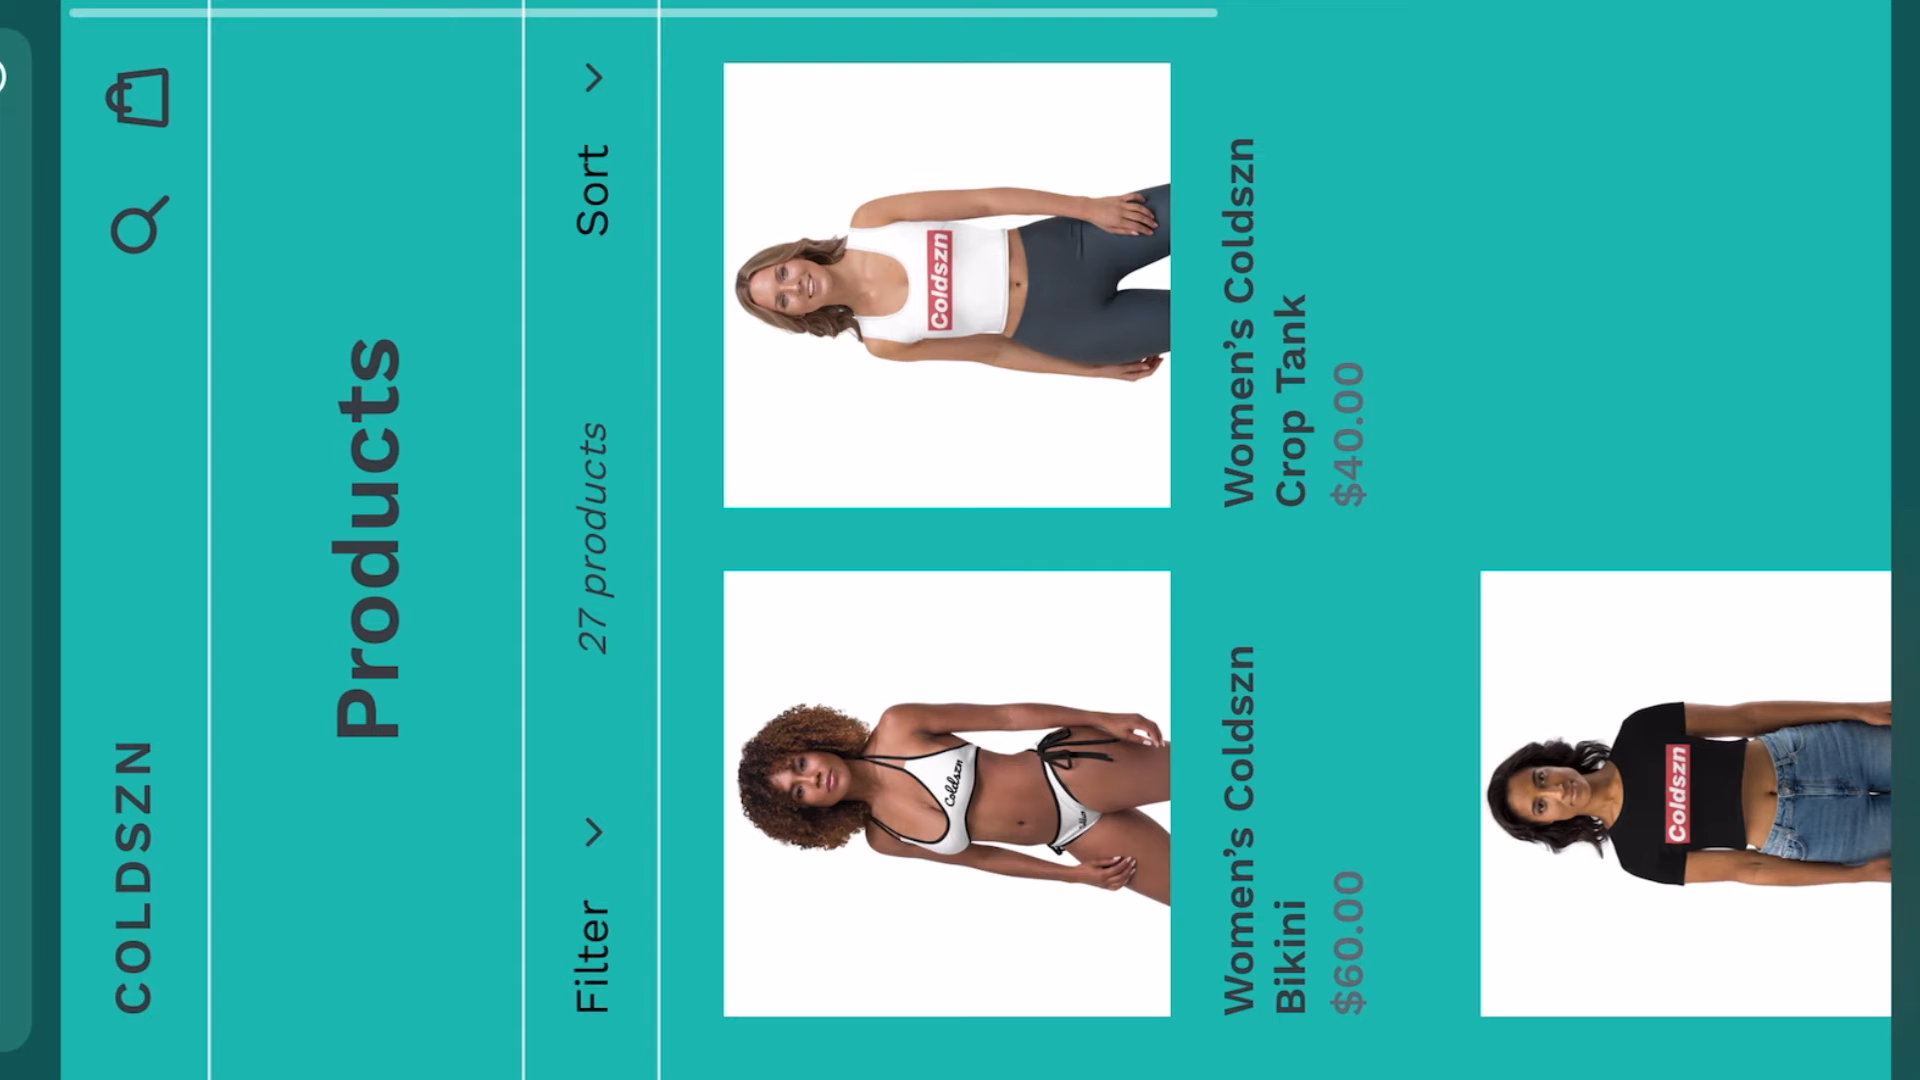 COLDSZN
Products
Filter
27 products
Sort
Coldszn
Women's Coldszn
Bikini
$60.00
Coldszn
Women's Coldszn
Crop Tank
$40.00
Coldszn